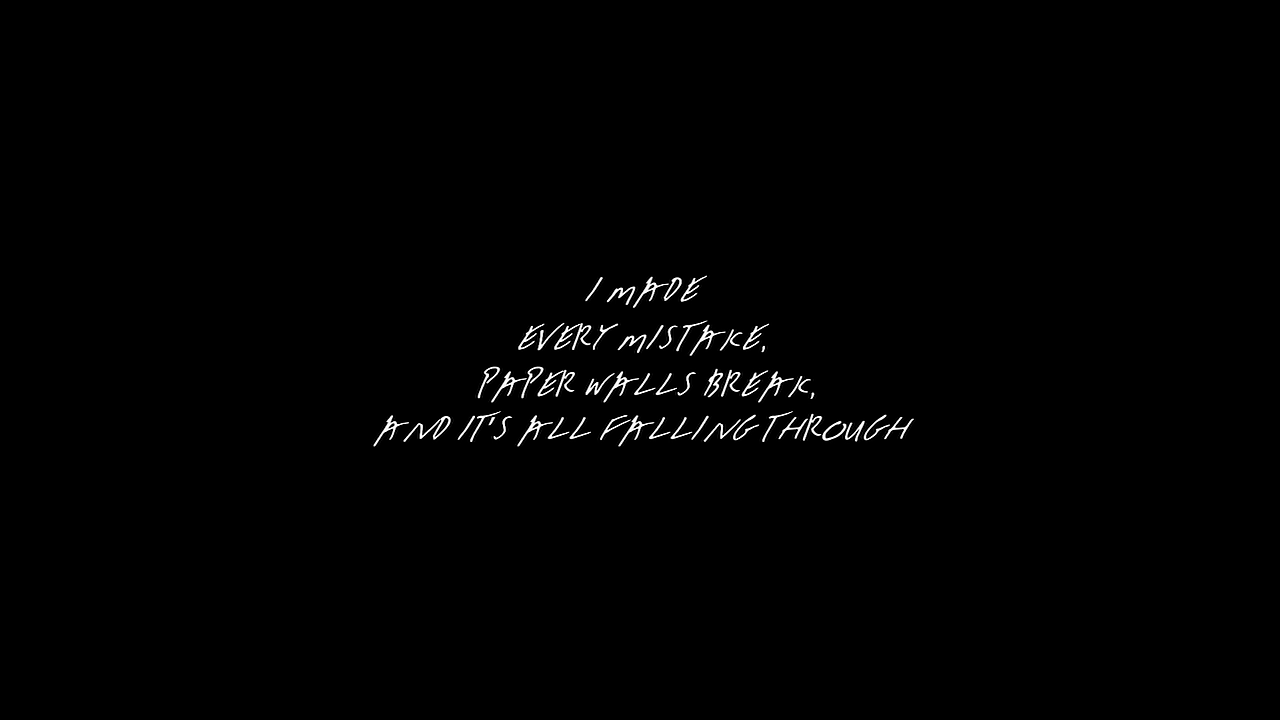 I MADE
EVERY MISTAKE,
PAPER WALLS BREAK,
AND IT'S ALL FALLING THROUGH